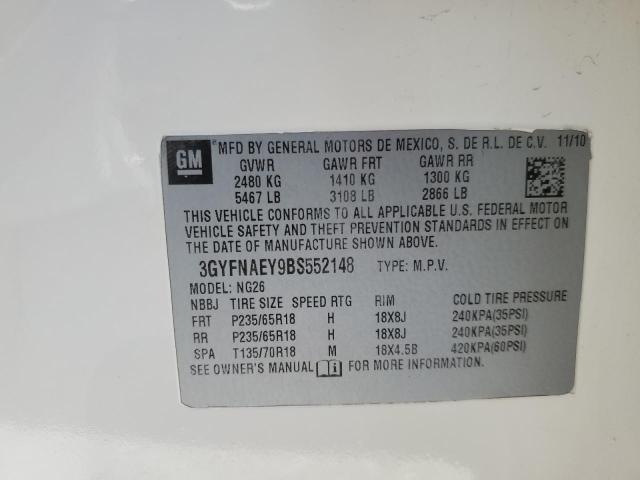 GM
® MFD BY GENERAL MOTORS DE MEXICO, S. DE R.L. DE C.V. 11/10
GVWR GAWR FRT GAWR RR
2480 KG 1410 KG 1300 KG
5467 LB 3108 LB 2866 LB
THIS VEHICLE CONFORMS TO ALL APPLICABLE U.S. FEDERAL MOTOR
VEHICLE SAFETY AND THEFT PREVENTION STANDARDS IN EFFECT ON
THE DATE OF MANUFACTURE SHOWN ABOVE.
3GYFNAEY9BS552148 TYPE: M.P.V.
MODEL: NG26
NBBJ TIRE SIZE SPEED RTG RIM COLD TIRE PRESSURE
FRT P235/65R18 H 18X8J 240KPA(35PSI)
RR P235/65R18 H 18X8J 240KPA(35PSI)
SPA T135/70R18 M 18X4.5B 420KPA(60PSI)
SEE OWNER'S MANUAL i FOR MORE INFORMATION.